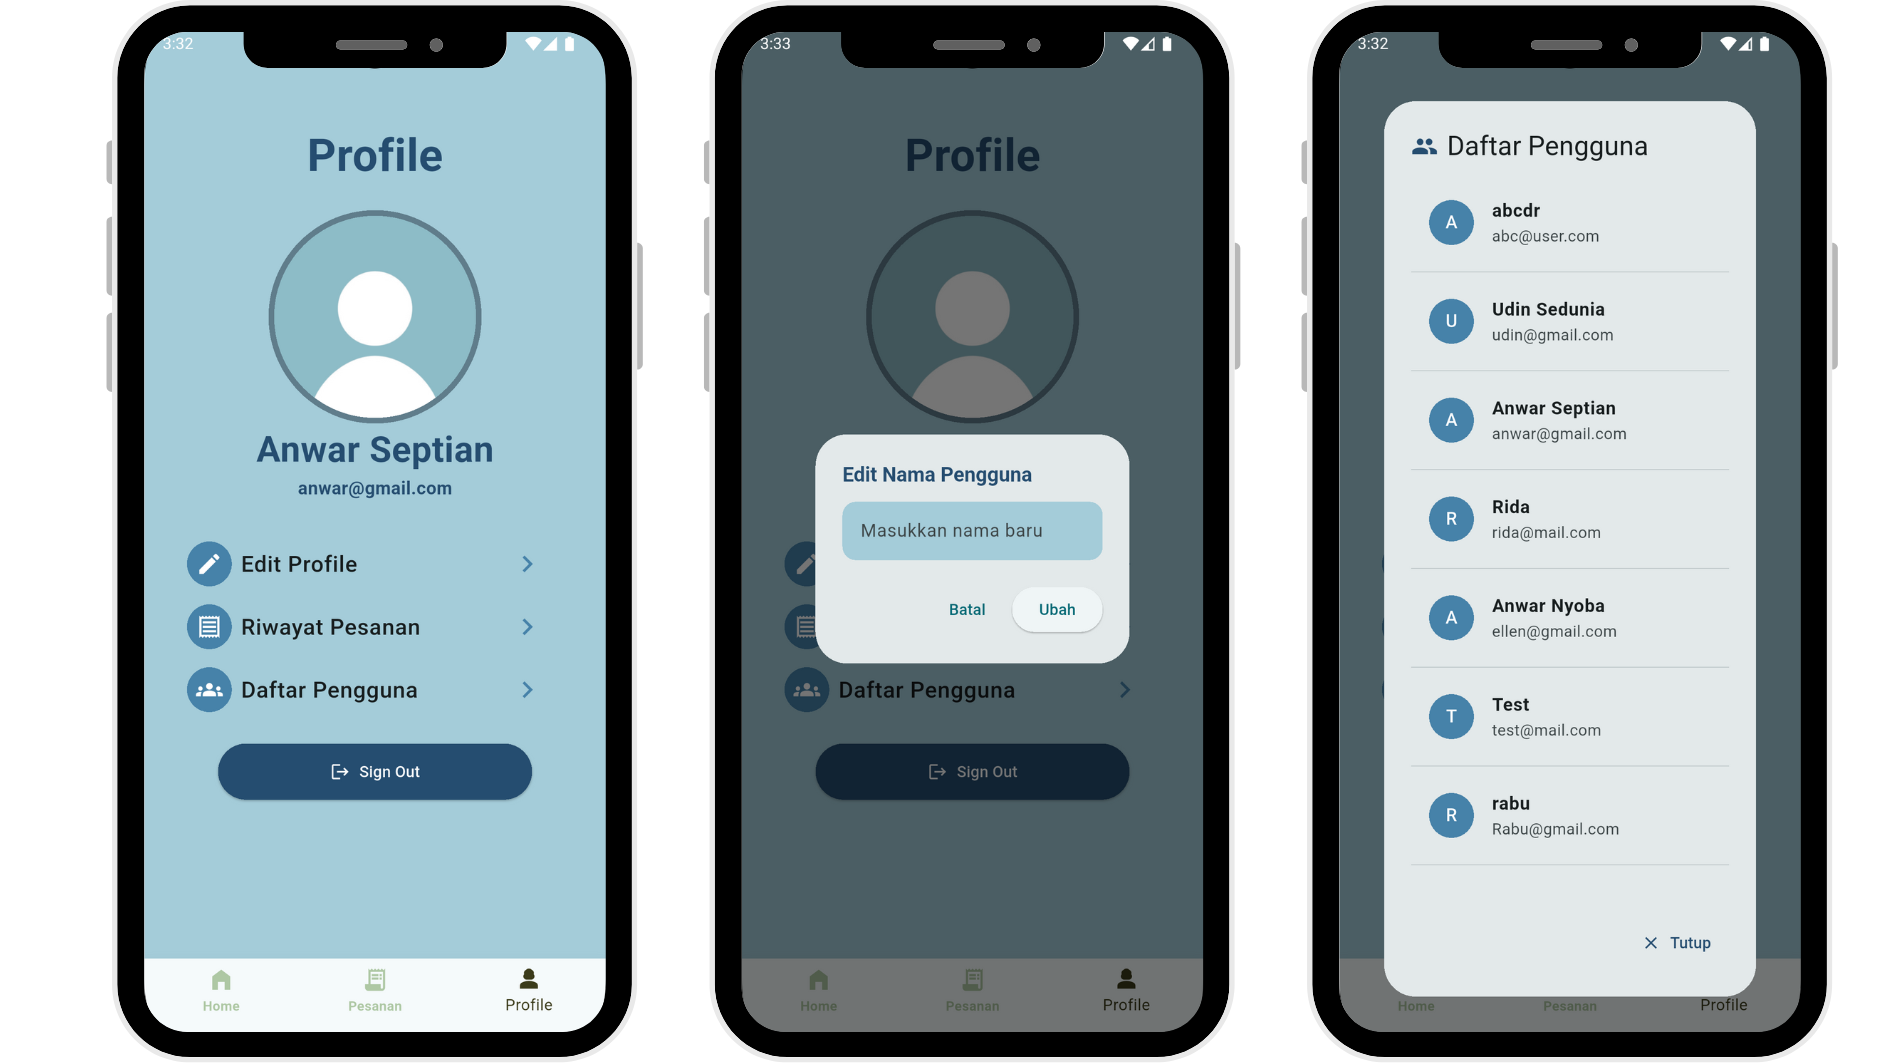 3:32
Profile
Anwar Septian
anwar@gmail.com
Edit Profile
Riwayat Pesanan
Daftar Pengguna
Sign Out
Home
Pesanan
Profile
3:33
Profile
Edit Nama Pengguna
Masukkan nama baru
Batal
Ubah
Daftar Pengguna
Sign Out
Home
Pesanan
Profile
3:32
Daftar Pengguna
A
abcdr
abc@user.com
U
Udin Sedunia
udin@gmail.com
A
Anwar Septian
anwar@gmail.com
R
Rida
rida@mail.com
A
Anwar Nyoba
ellen@gmail.com
T
Test
test@mail.com
R
rabu
Rabu@gmail.com
Tutup
Home
Pesanan
Profile